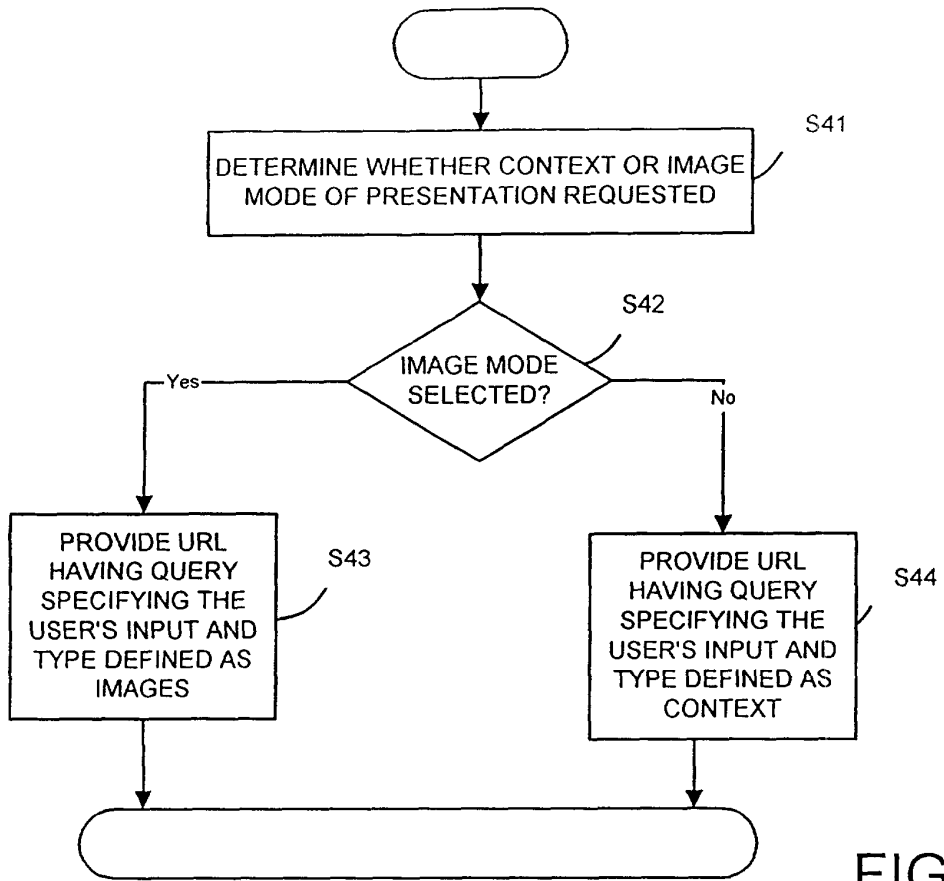 S41
DETERMINE WHETHER CONTEXT OR IMAGE
MODE OF PRESENTATION REQUESTED
S42
IMAGE MODE
SELECTED?
Yes
No
PROVIDE URL
HAVING QUERY
SPECIFYING THE
USER'S INPUT AND
TYPE DEFINED AS
IMAGES
S43
PROVIDE URL
HAVING QUERY
SPECIFYING THE
USER'S INPUT AND
TYPE DEFINED AS
CONTEXT
S44
FIG